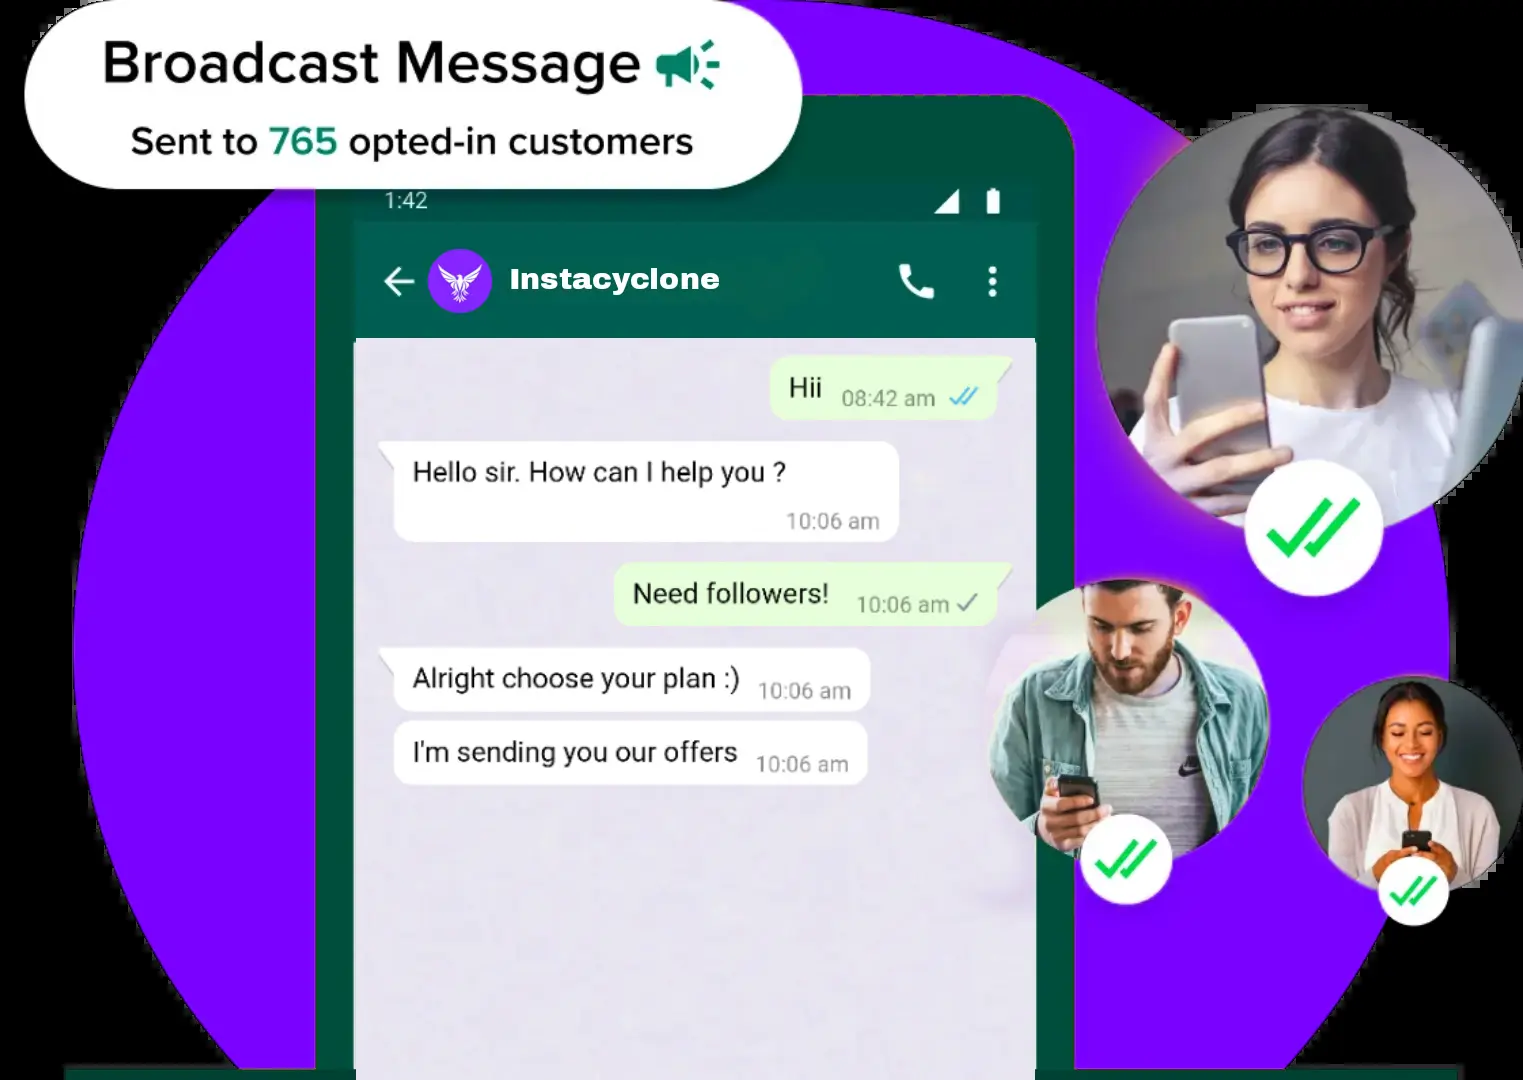 Broadcast Message
Sent to 765 opted-in customers
1:42
Instacyclone
Hii 08:42 am
Hello sir. How can I help you ?
10:06 am
Need followers! 10:06 am
Alright choose your plan :) 10:06 am
I'm sending you our offers 10:06 am